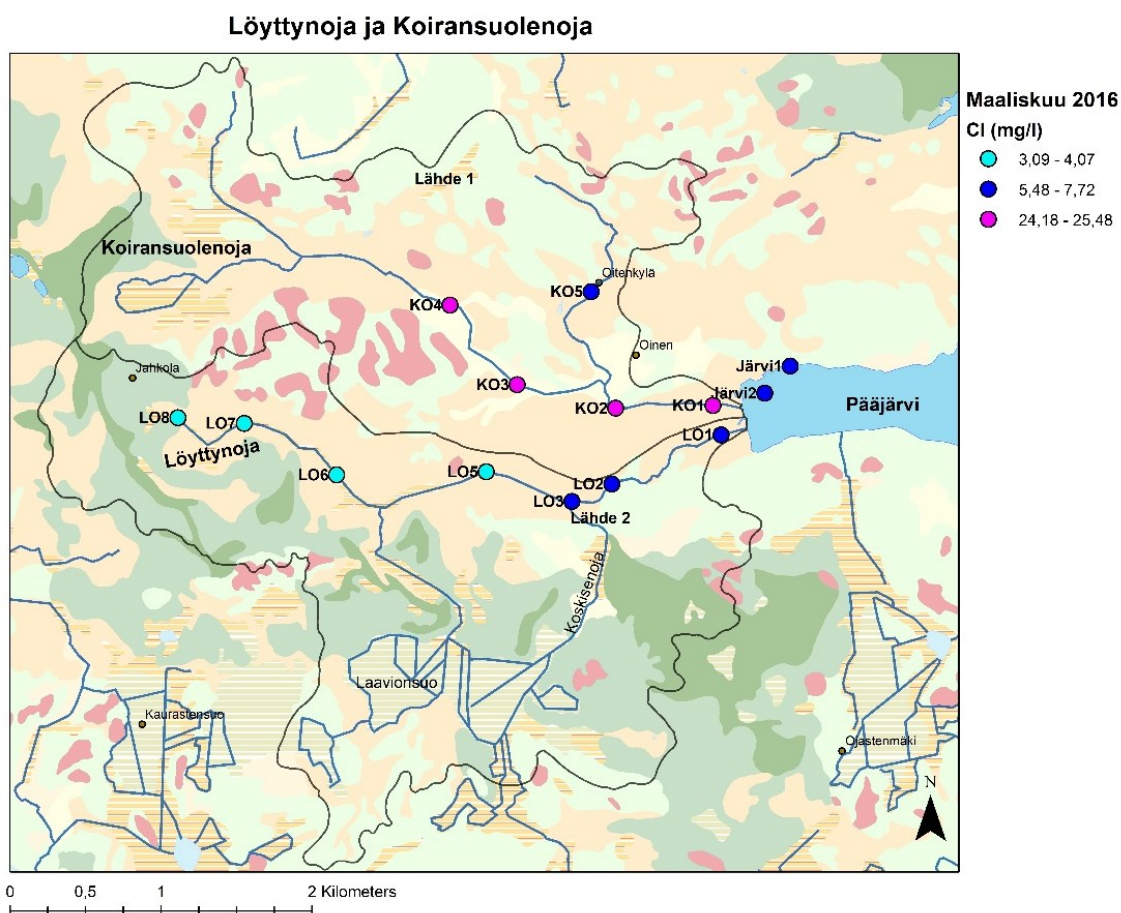 Löyttynoja ja Koiransuolenoja
Maaliskuu 2016
Cl (mg/l)
3,09 - 4,07
5,48 - 7,72
24,18 - 25,48
Lähde 1
Koiransuolenoja
Oitenkylä
KO5
KO4
Oinen
Järvi1
Jahkola
KO3
Järvi2
KO2
KO1
Pääjärvi
LO8
LO7
LO1
Löyttynoja
LO6
LO5
LO2
LO3
Lähde 2
Koskisenoja
Laavionsuo
Kaurastensuo
Ojastenmäki
N
0 0,5 1 2 Kilometers